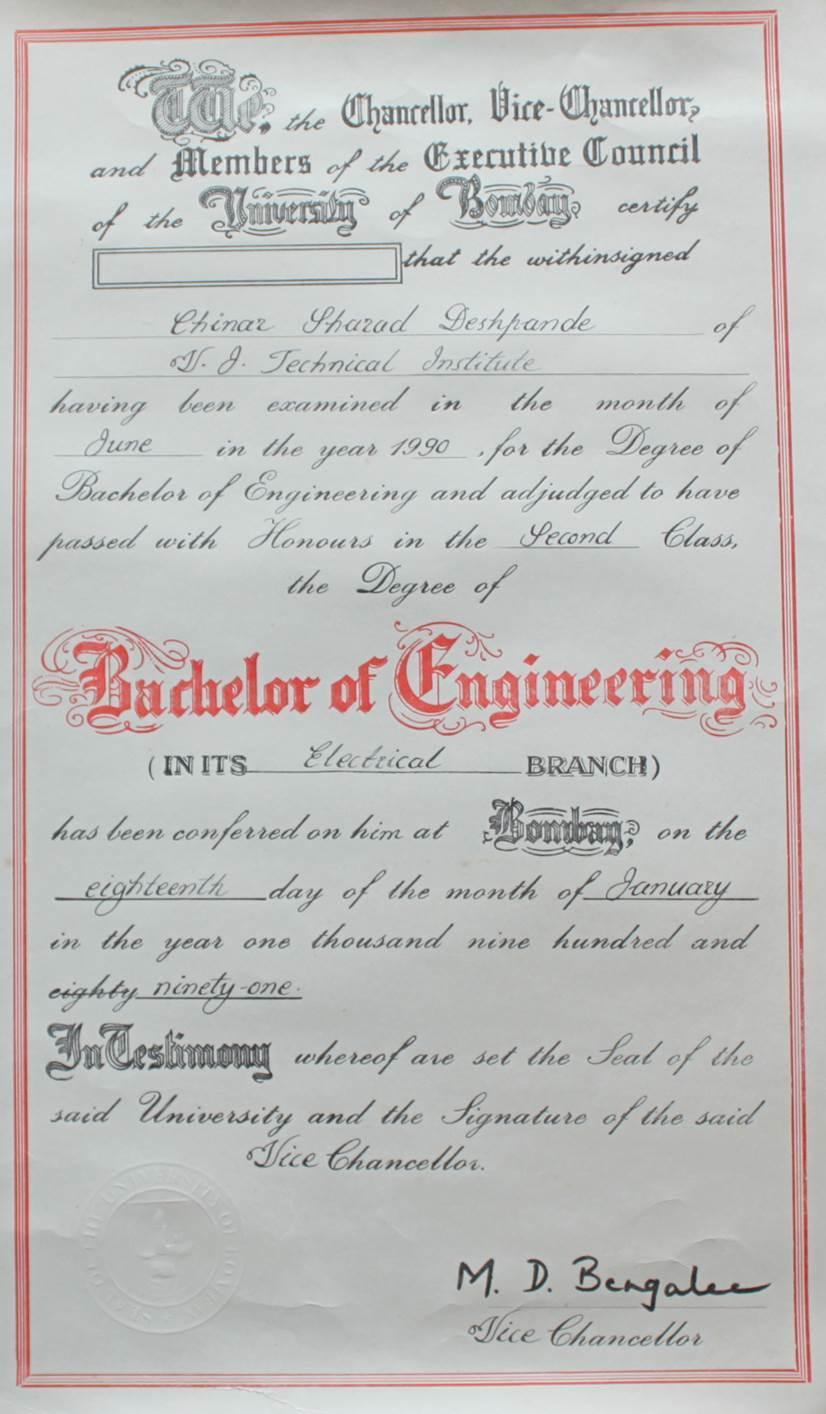 We, the Chancellor, Vice-Chancellor,
and Members of the Executive Council
of the University of Bombay, certify
that the withinsigned
Chinar Sharad Deshpande of
V. J. Technical Institute
having been examined in the month of
June in the year 1990, for the Degree of
Bachelor of Engineering and adjudged to have
passed with Honours in the Second Class,
the Degree of
Bachelor of Engineering
(IN ITS Electrical BRANCH)
has been conferred on him at Bombay, on the
eighteenth day of the month of January
in the year one thousand nine hundred and
eighty ninety-one.
In Testimony whereof are set the Seal of the
said University and the Signature of the said
Vice Chancellor.
SEAL OF THE UNIVERSITY OF BOMBAY
M. D. Bengalee
Vice Chancellor